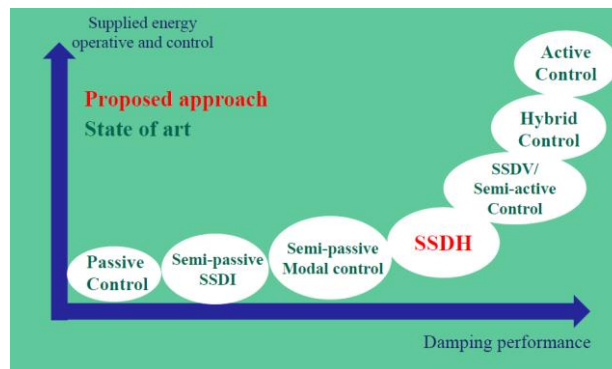 Supplied energy
operative and control
Proposed approach
State of art
Active
Control
Hybrid
Control
SSDV/
Semi-active
Control
SSDH
Semi-passive
Modal control
Semi-passive
SSDI
Passive
Control
Damping performance